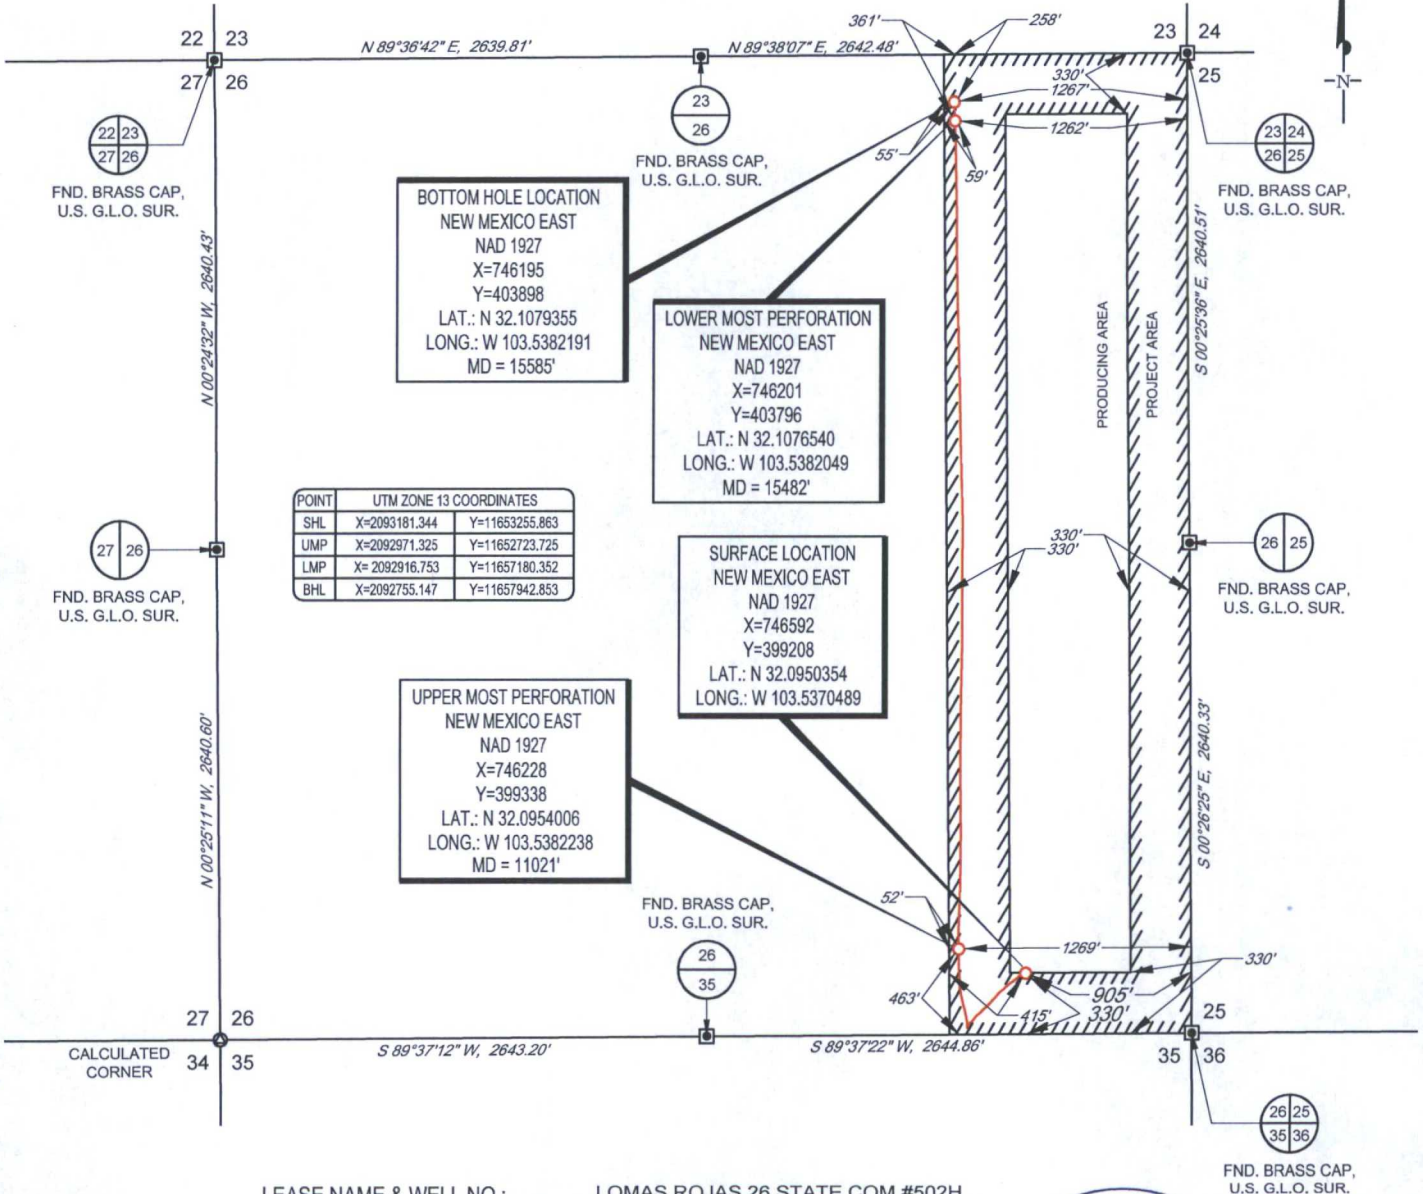 361'
258'
22 23
N 89°36'42" E, 2639.81'
N 89°38'07" E, 2642.48'
23 24
27 26
25
330'
1267'
N
22 23
27 26
FND. BRASS CAP,
U.S. G.L.O. SUR.
23
26
FND. BRASS CAP,
U.S. G.L.O. SUR.
1262'
55'
59'
23 24
26 25
FND. BRASS CAP,
U.S. G.L.O. SUR.
N 00°24'32" W, 2640.43'
S 00°25'36" E, 2640.51'
BOTTOM HOLE LOCATION
NEW MEXICO EAST
NAD 1927
X=746195
Y=403898
LAT.: N 32.1079355
LONG.: W 103.5382191
MD = 15585'
LOWER MOST PERFORATION
NEW MEXICO EAST
NAD 1927
X=746201
Y=403796
LAT.: N 32.1076540
LONG.: W 103.5382049
MD = 15482'
PRODUCING AREA
PROJECT AREA
POINT UTM ZONE 13 COORDINATES
SHL X=2093181.344 Y=11653255.863
UMP X=2092971.325 Y=11652723.725
LMP X= 2092916.753 Y=11657180.352
BHL X=2092755.147 Y=11657942.853
27 26
FND. BRASS CAP,
U.S. G.L.O. SUR.
330'
330'
26 25
FND. BRASS CAP,
U.S. G.L.O. SUR.
SURFACE LOCATION
NEW MEXICO EAST
NAD 1927
X=746592
Y=399208
LAT.: N 32.0950354
LONG.: W 103.5370489
UPPER MOST PERFORATION
NEW MEXICO EAST
NAD 1927
X=746228
Y=399338
LAT.: N 32.0954006
LONG.: W 103.5382238
MD = 11021'
N 00°25'11" W, 2640.60'
S 00°26'25" E, 2640.33'
FND. BRASS CAP,
U.S. G.L.O. SUR.
26
35
52'
1269'
330'
463'
905'
415'
330'
27 26
25
CALCULATED
CORNER
34 35
S 89°37'12" W, 2643.20'
S 89°37'22" W, 2644.86'
35 36
26 25
35 36
FND. BRASS CAP,
U.S. G.L.O. SUR.
LEASE NAME & WELL NO.: LOMAS ROJAS 26 STATE COM #502H